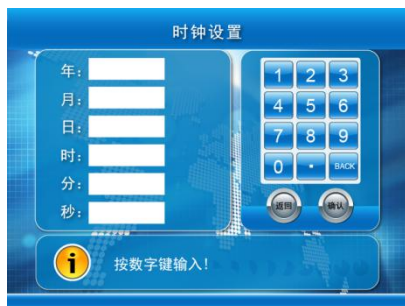 时钟设置
年:
月:
日:
时:
分:
秒:
1 2 3
4 5 6
7 8 9
0 · BACK
返回 确认
i
按数字键输入!